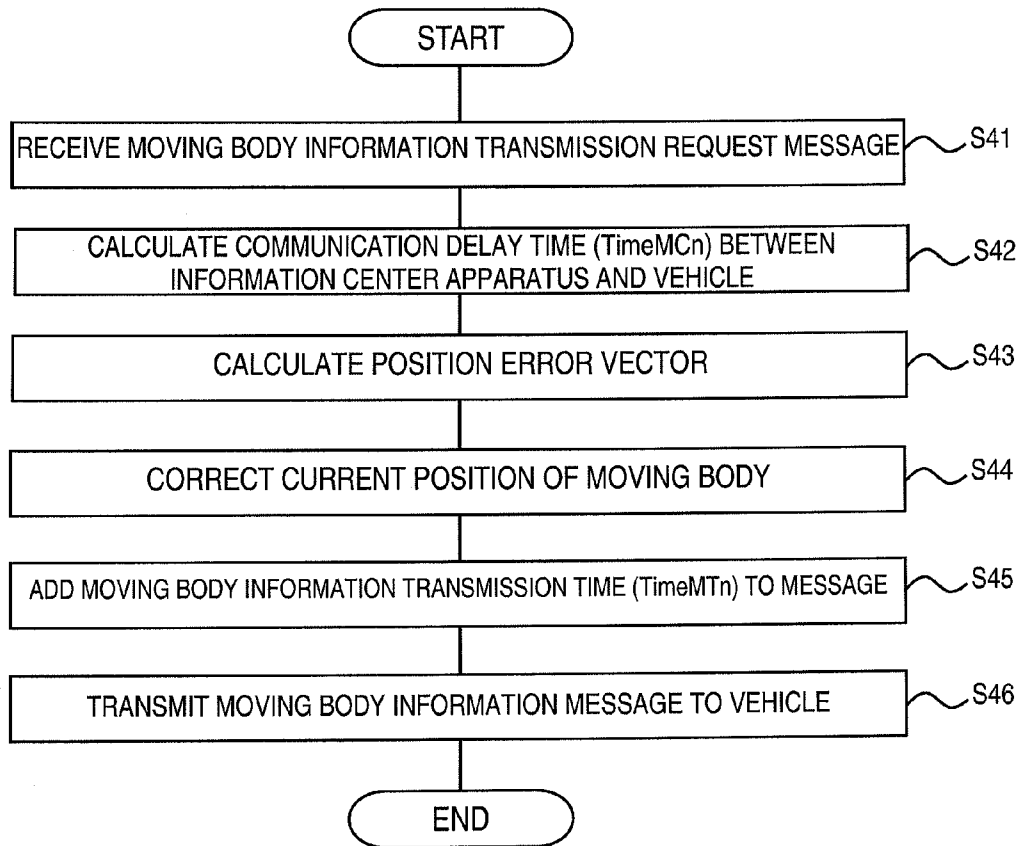 START
RECEIVE MOVING BODY INFORMATION TRANSMISSION REQUEST MESSAGE
S41
CALCULATE COMMUNICATION DELAY TIME (TimeMCn) BETWEEN
INFORMATION CENTER APPARATUS AND VEHICLE
S42
CALCULATE POSITION ERROR VECTOR
S43
CORRECT CURRENT POSITION OF MOVING BODY
S44
ADD MOVING BODY INFORMATION TRANSMISSION TIME (TimeMTn) TO MESSAGE
S45
TRANSMIT MOVING BODY INFORMATION MESSAGE TO VEHICLE
S46
END